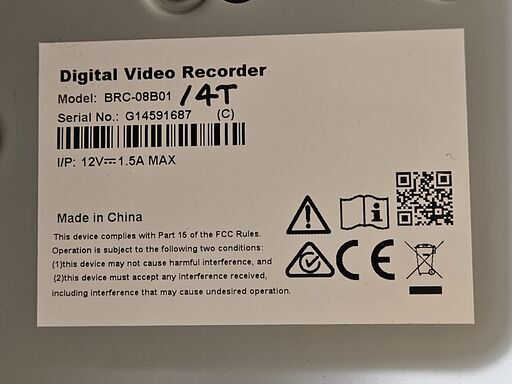 Digital Video Recorder
Model: BRC-08B01 /4T
Serial No.: G14591687 (C)
I/P: 12V⎓1.5A MAX
Made in China
This device complies with Part 15 of the FCC Rules.
Operation is subject to the following two conditions:
(1)this device may not cause harmful interference, and
(2)this device must accept any interference received,
including interference that may cause undesired operation.
CE